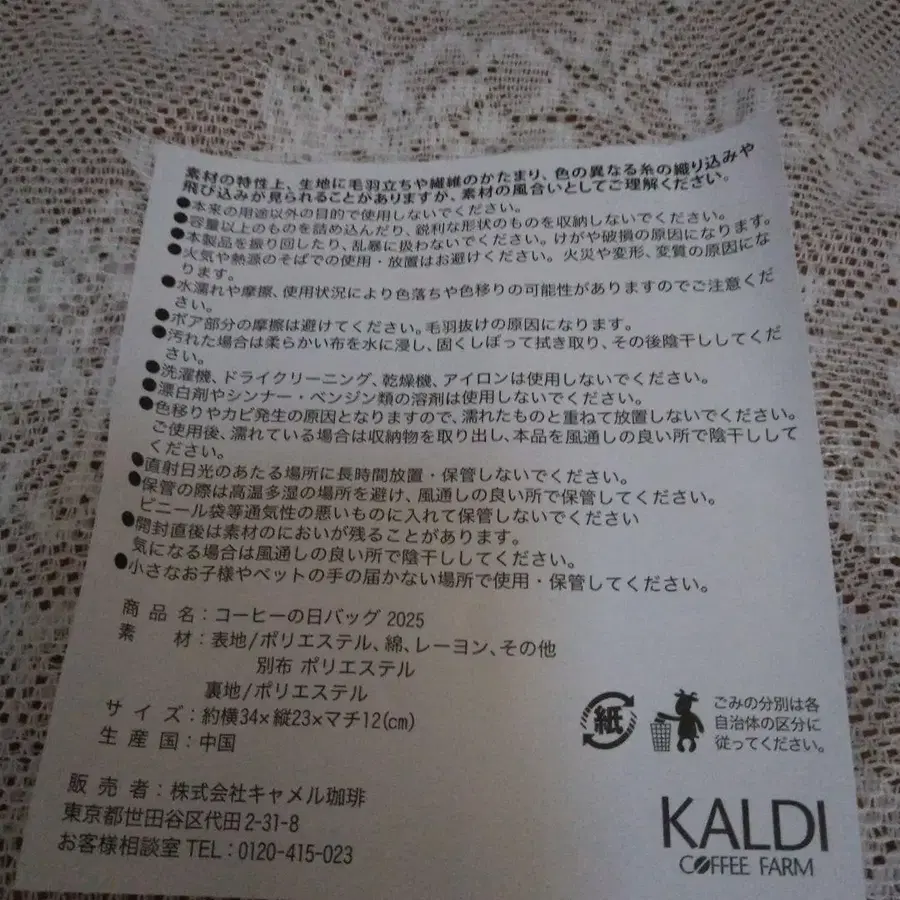 素材の特性上、生地に毛羽立ちや繊維のかたまり、色の異なる糸の織り込みや
飛び込みが見られることがありますが、素材の風合いとしてご理解ください。
●本来の用途以外の目的で使用しないでください。
●容量以上のものを詰め込んだり、鋭利な形状のものを収納しないでください。
●本製品を振り回したり、乱暴に扱わないでください。けがや破損の原因になります。
●火気や熱源のそばでの使用・放置はお避けください。火災や変形、変質の原因にな
ります。
●水濡れや摩擦、使用状況により色落ちや色移りの可能性がありますのでご注意くだ
さい。
●ボア部分の摩擦は避けてください。毛羽抜けの原因になります。
●汚れた場合は柔らかい布を水に浸し、固くしぼって拭き取り、その後陰干ししてくだ
さい。
●洗濯機、ドライクリーニング、乾燥機、アイロンは使用しないでください。
●漂白剤やシンナー・ベンジン類の溶剤は使用しないでください。
●色移りやカビ発生の原因となりますので、濡れたものと重ねて放置しないでください。
ご使用後、濡れている場合は収納物を取り出し、本品を風通しの良い所で陰干しして
ください。
●直射日光のあたる場所に長時間放置・保管しないでください。
●保管の際は高温多湿の場所を避け、風通しの良い所で保管してください。
ビニール袋等通気性の悪いものに入れて保管しないでください
●開封直後は素材のにおいが残ることがあります。
気になる場合は風通しの良い所で陰干ししてください。
●小さなお子様やペットの手の届かない場所で使用・保管してください。
商品名：コーヒーの日バッグ 2025
素材：表地/ポリエステル、綿、レーヨン、その他
別布 ポリエステル
裏地/ポリエステル
サイズ：約横34×縦23×マチ12(cm)
生産国：中国
紙
ごみの分別は各
自治体の区分に
従ってください。
販売者：株式会社キャメル珈琲
東京都世田谷区代田2-31-8
お客様相談室 TEL：0120-415-023
KALDI
COFFEE FARM